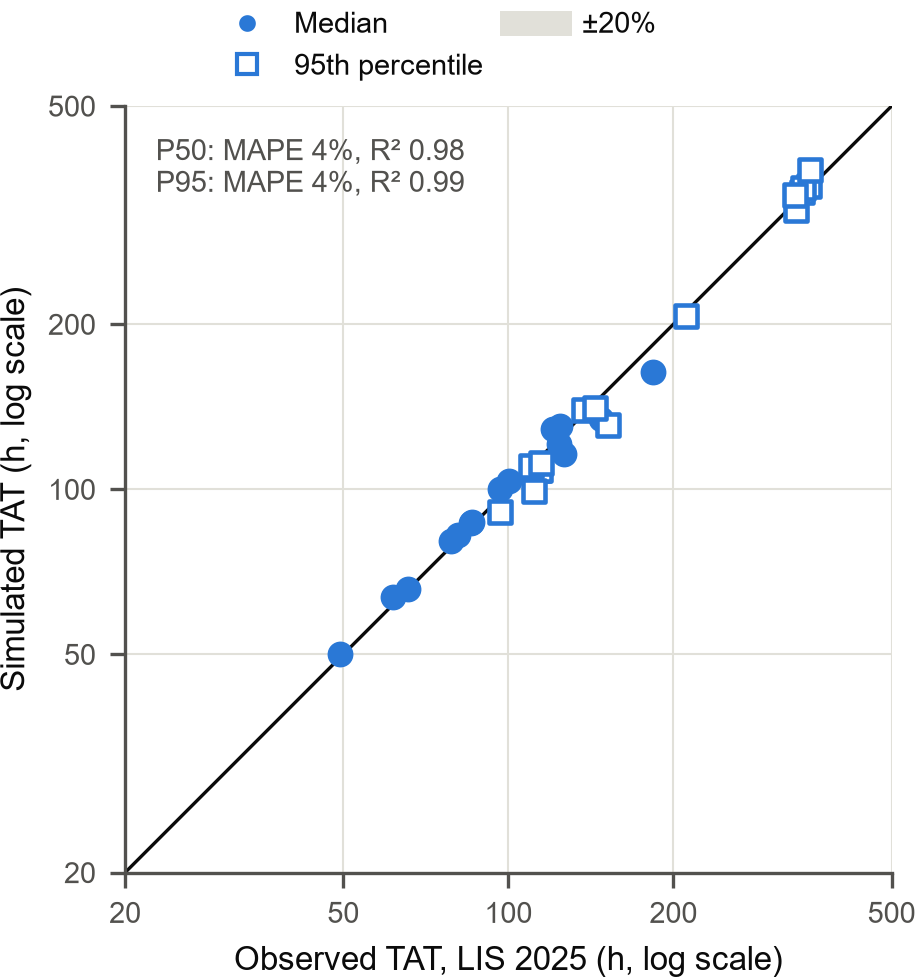 Median
±20%
95th percentile
500
P50: MAPE 4%, R² 0.98
P95: MAPE 4%, R² 0.99
200
100
50
20
Simulated TAT (h, log scale)
20 50 100 200 500
Observed TAT, LIS 2025 (h, log scale)